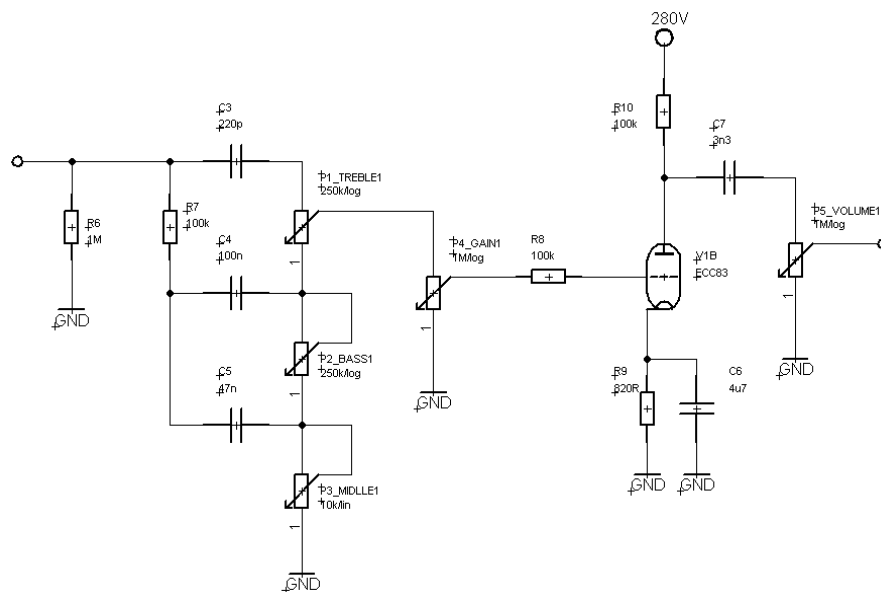 280V
C3
220p
R10
100k
C7
3n3
P1_TREBLE1
250k/log
R6
1M
R7
100k
C4
100n
1
P4_GAIN1
1M/log
R8
100k
V1B
ECC83
P5_VOLUME1
1M/log
1
1
GND
P2_BASS1
250k/log
1
C5
47n
GND
GND
R9
820R
C6
4u7
P3_MIDLLE1
10k/lin
1
GND
GND
GND